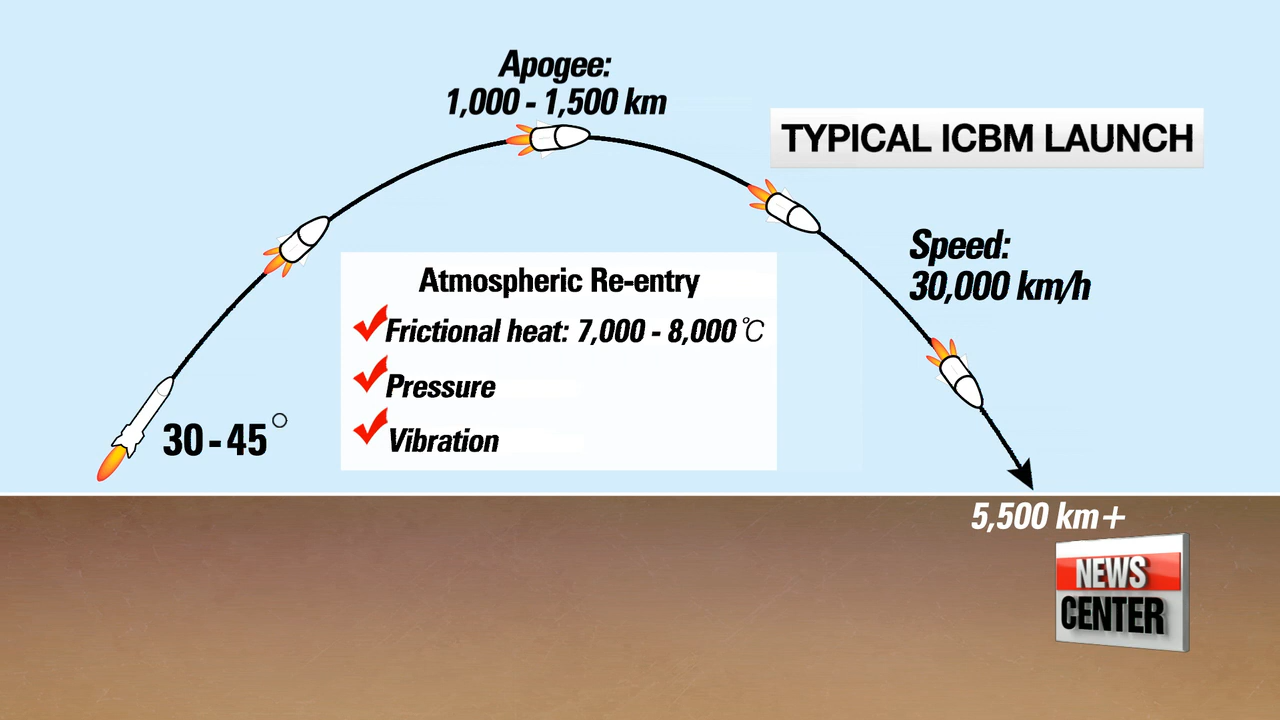 Apogee:
1,000 - 1,500 km
TYPICAL ICBM LAUNCH
Speed:
30,000 km/h
Atmospheric Re-entry
Frictional heat: 7,000 - 8,000℃
Pressure
Vibration
30-45°
5,500 km+
NEWS
CENTER